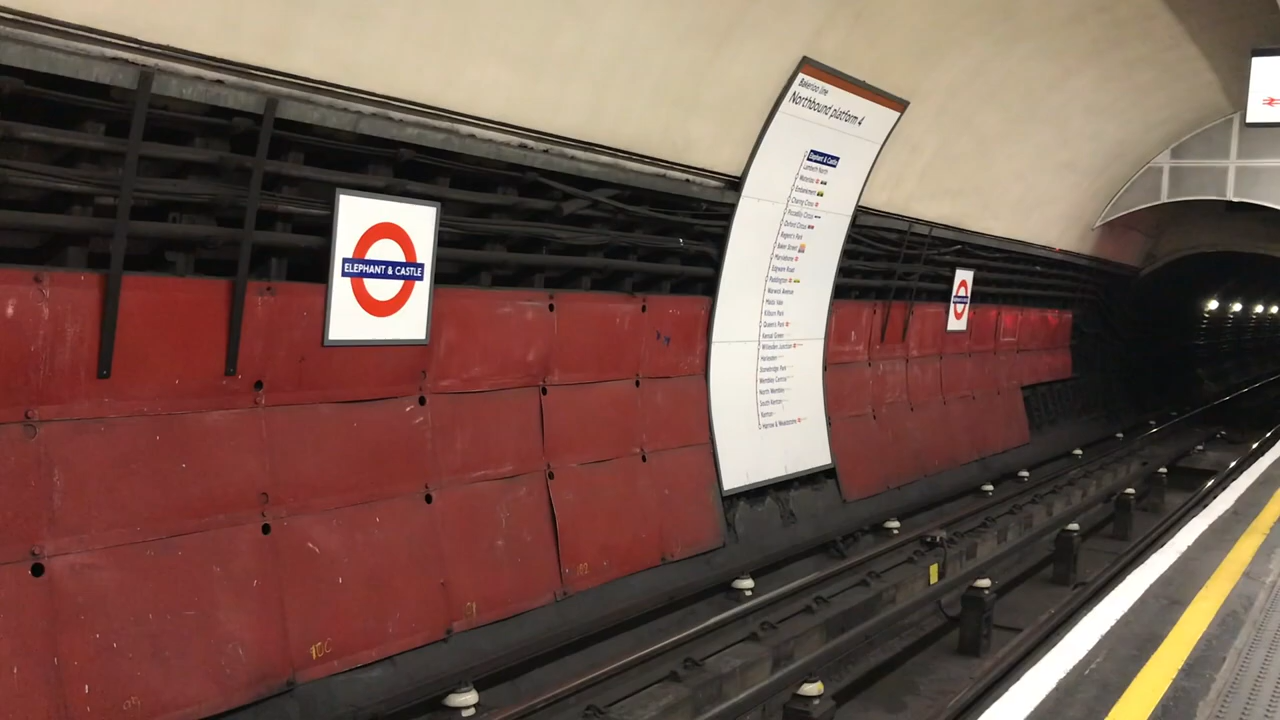 ELEPHANT & CASTLE
Bakerloo line
Northbound platform 4
Elephant & Castle
Lambeth North
Waterloo
Embankment
Charing Cross
Piccadilly Circus
Oxford Circus
Regent's Park
Baker Street
Marylebone
Edgware Road
Paddington
Warwick Avenue
Maida Vale
Kilburn Park
Queen's Park
Kensal Green
Willesden Junction
Harlesden
Stonebridge Park
Wembley Central
North Wembley
South Kenton
Kenton
Harrow & Wealdstone
ELEPHANT & CASTLE